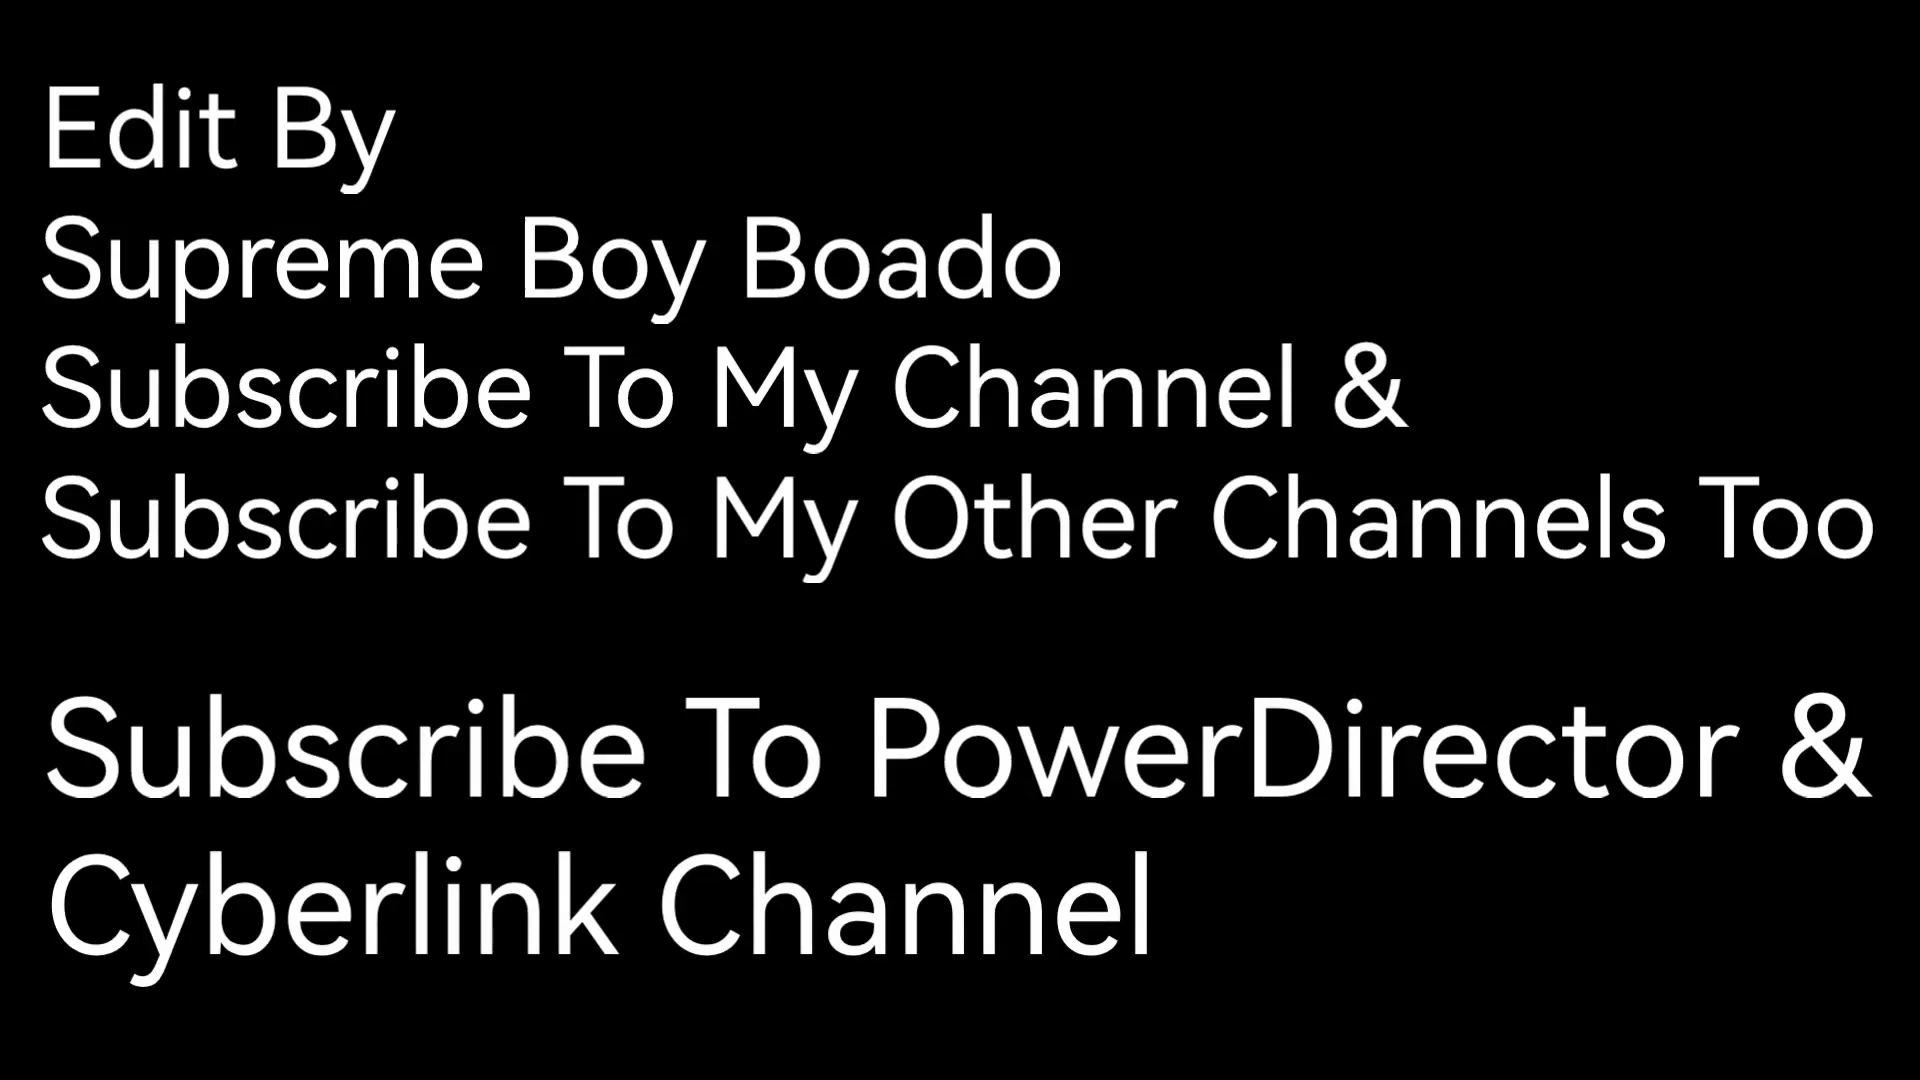 Edit By
Supreme Boy Boado
Subscribe To My Channel &
Subscribe To My Other Channels Too
Subscribe To PowerDirector &
Cyberlink Channel